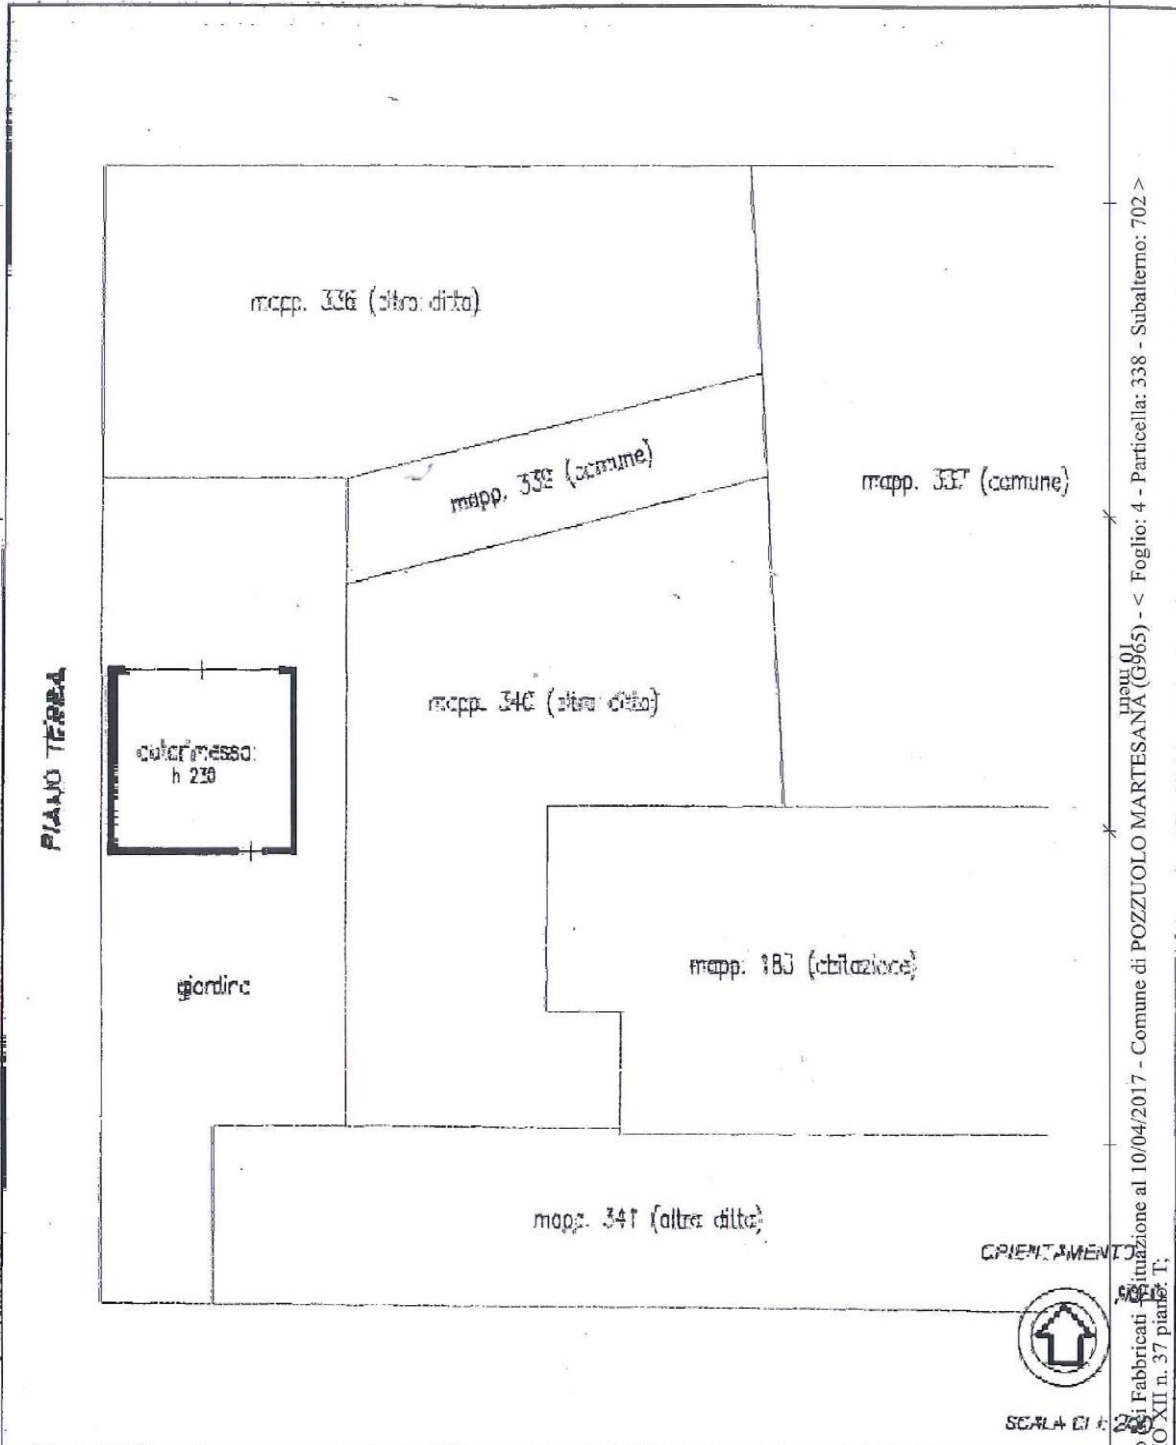 mapp. 336 (altra ditta)
mapp. 339 (comune)
mapp. 337 (comune)
mapp. 340 (altra ditta)
PIANO TERRA
autorimessa
h 230
mapp. 183 (abitazione)
giardino
mapp. 341 (altra ditta)
ORIENTAMENTO
SCALA DI 1: 200
10 metri
i Fabbricati - Situazione al 10/04/2017 - Comune di POZZUOLO MARTESANA (G965) - < Foglio: 4 - Particella: 338 - Subalterno: 702 >
O XII n. 37 piano: T;